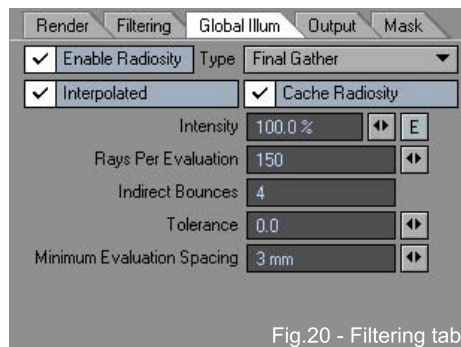 Render Filtering Global Illum Output Mask
Enable Radiosity Type Final Gather
Interpolated Cache Radiosity
Intensity 100.0 % E
Rays Per Evaluation 150
Indirect Bounces 4
Tolerance 0.0
Minimum Evaluation Spacing 3 mm
Fig.20 - Filtering tab